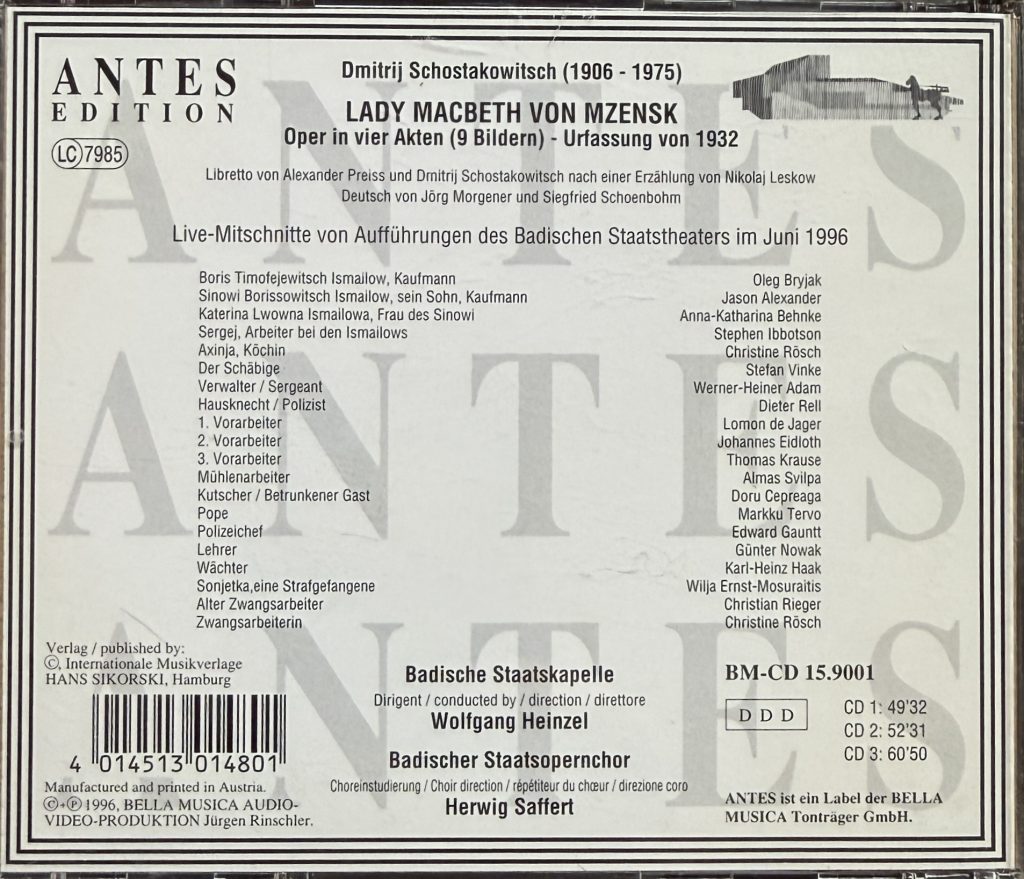 ANTES
EDITION
LC 7985
Dmitrij Schostakowitsch (1906 - 1975)
LADY MACBETH VON MZENSK
Oper in vier Akten (9 Bildern) - Urfassung von 1932
Libretto von Alexander Preiss und Dmitrij Schostakowitsch nach einer Erzählung von Nikolaj Leskow
Deutsch von Jörg Morgener und Siegfried Schoenbohm
Live-Mitschnitte von Aufführungen des Badischen Staatstheaters im Juni 1996
Boris Timofejewitsch Ismailow, Kaufmann Oleg Bryjak
Sinowi Borissowitsch Ismailow, sein Sohn, Kaufmann Jason Alexander
Katerina Lwowna Ismailowa, Frau des Sinowi Anna-Katharina Behnke
Sergej, Arbeiter bei den Ismailows Stephen Ibbotson
Axinja, Köchin Christine Rösch
Der Schäbige Stefan Vinke
Verwalter / Sergeant Werner-Heiner Adam
Hausknecht / Polizist Dieter Rell
1. Vorarbeiter Lomon de Jager
2. Vorarbeiter Johannes Eidloth
3. Vorarbeiter Thomas Krause
Mühlenarbeiter Almas Svilpa
Kutscher / Betrunkener Gast Doru Cepreaga
Pope Markku Tervo
Polizeichef Edward Gauntt
Lehrer Günter Nowak
Wächter Karl-Heinz Haak
Sonjetka,eine Strafgefangene Wilja Ernst-Mosuraitis
Alter Zwangsarbeiter Christian Rieger
Zwangsarbeiterin Christine Rösch
Verlag / published by:
©, Internationale Musikverlage
HANS SIKORSKI, Hamburg
4 014513 014801
Manufactured and printed in Austria.
©+℗ 1996, BELLA MUSICA AUDIO-
VIDEO-PRODUKTION Jürgen Rinschler.
Badische Staatskapelle
Dirigent / conducted by / direction / direttore
Wolfgang Heinzel
Badischer Staatsopernchor
Choreinstudierung / Choir direction / répétiteur du chœur / direzione coro
Herwig Saffert
BM-CD 15.9001
DDD
CD 1: 49'32
CD 2: 52'31
CD 3: 60'50
ANTES ist ein Label der BELLA
MUSICA Tonträger GmbH.
ANTES
ANTES
ANTES